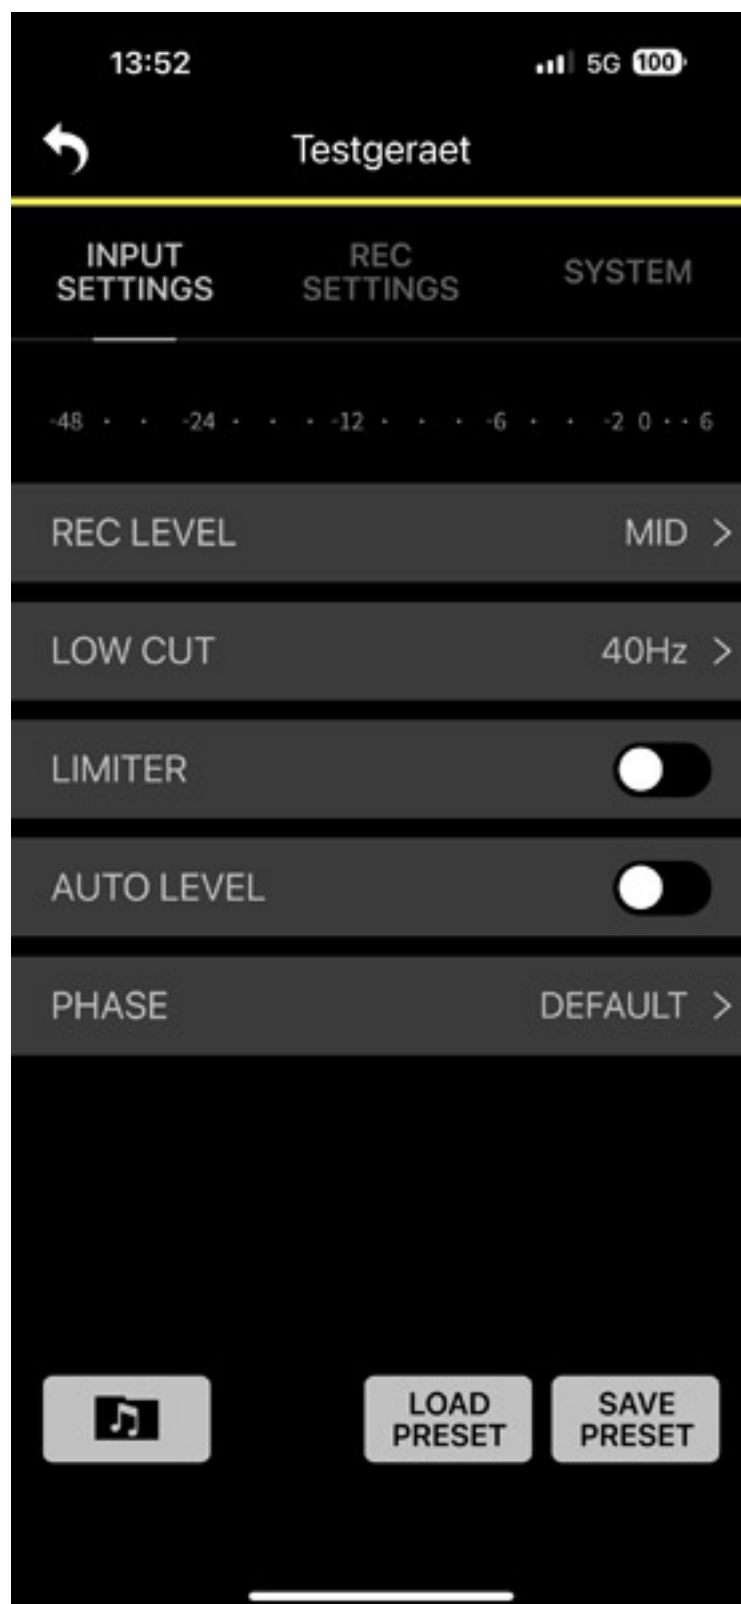 13:52 5G 100
Testgeraet
INPUT SETTINGS
REC SETTINGS
SYSTEM
-48 · · -24 · · · -12 · · · -6 · · -2 0 · · 6
REC LEVEL MID >
LOW CUT 40Hz >
LIMITER
AUTO LEVEL
PHASE DEFAULT >
LOAD PRESET
SAVE PRESET